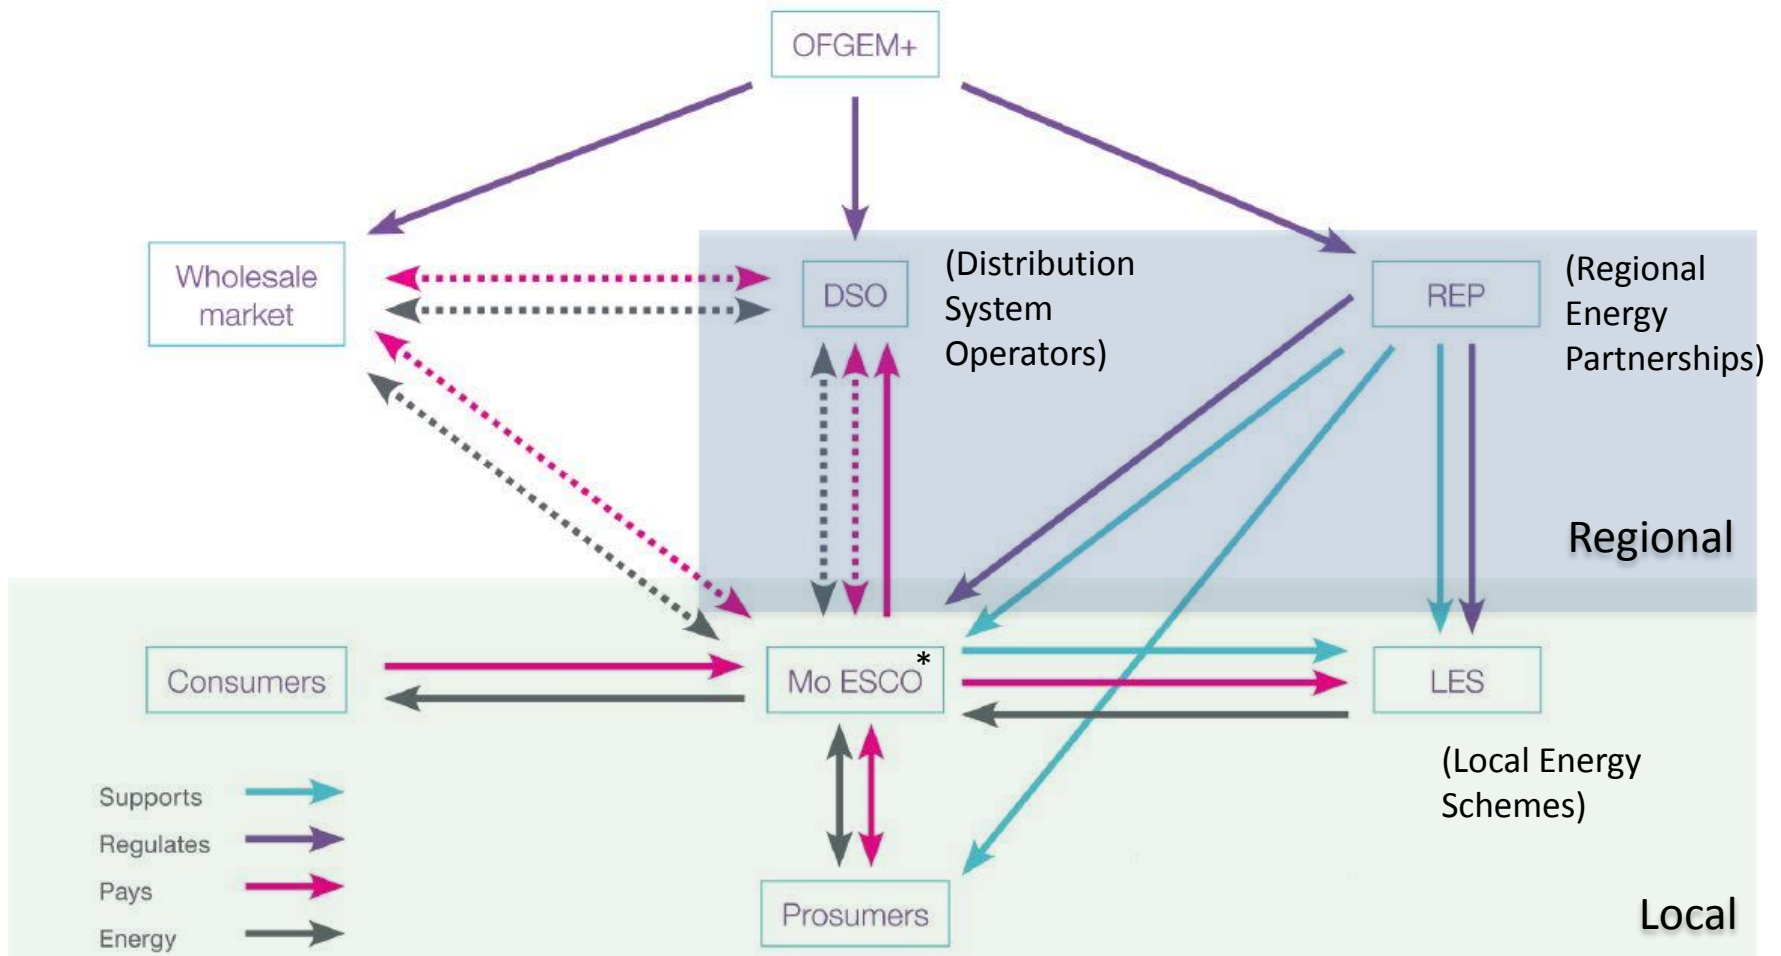 OFGEM+
Wholesale
market
DSO
(Distribution
System
Operators)
REP
(Regional
Energy
Partnerships)
Regional
Consumers
Mo ESCO*
LES
(Local Energy
Schemes)
Supports
Regulates
Pays
Energy
Prosumers
Local